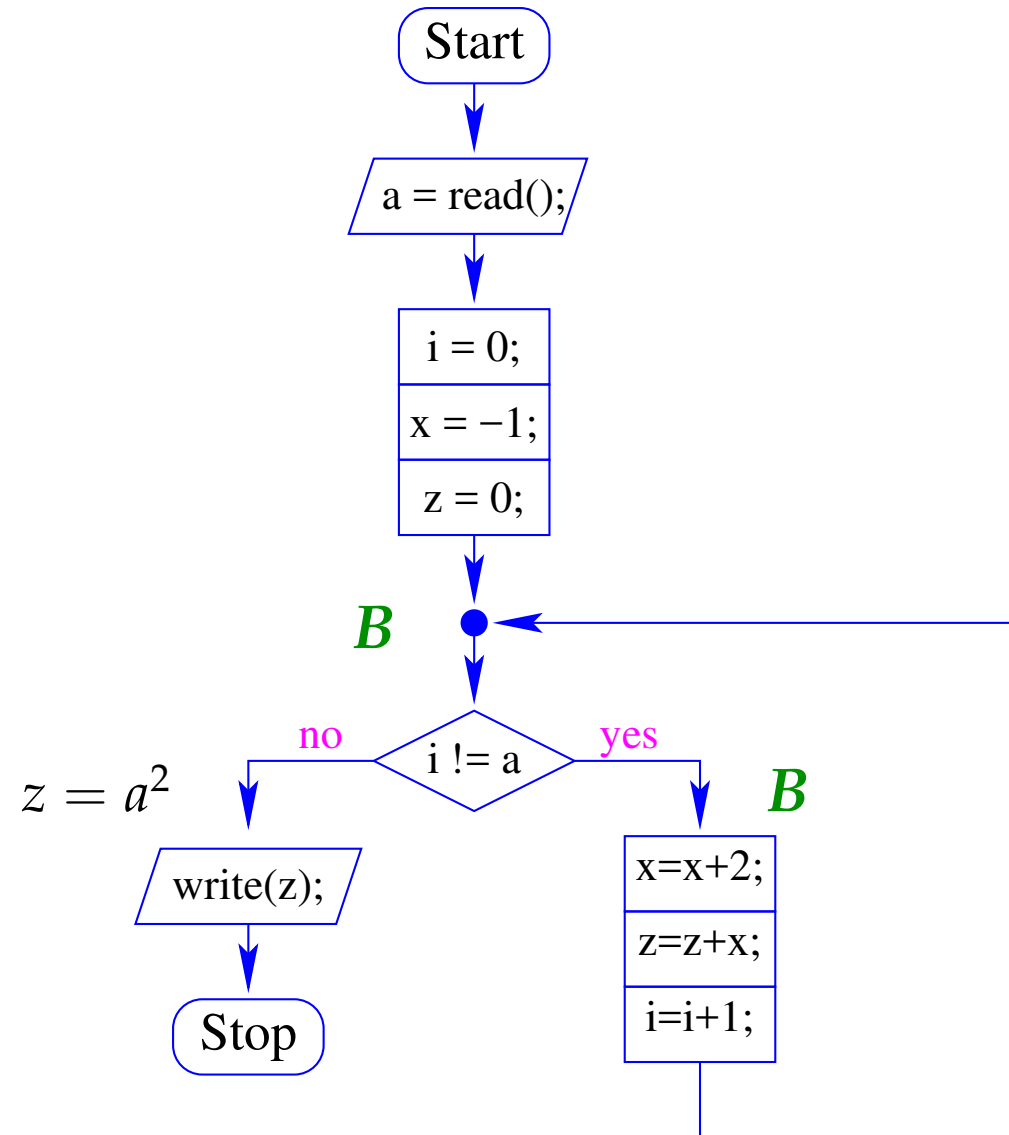 Start
a = read();
i = 0;
x = −1;
z = 0;
B
no
i != a
yes
z = a²
B
write(z);
x=x+2;
z=z+x;
i=i+1;
Stop